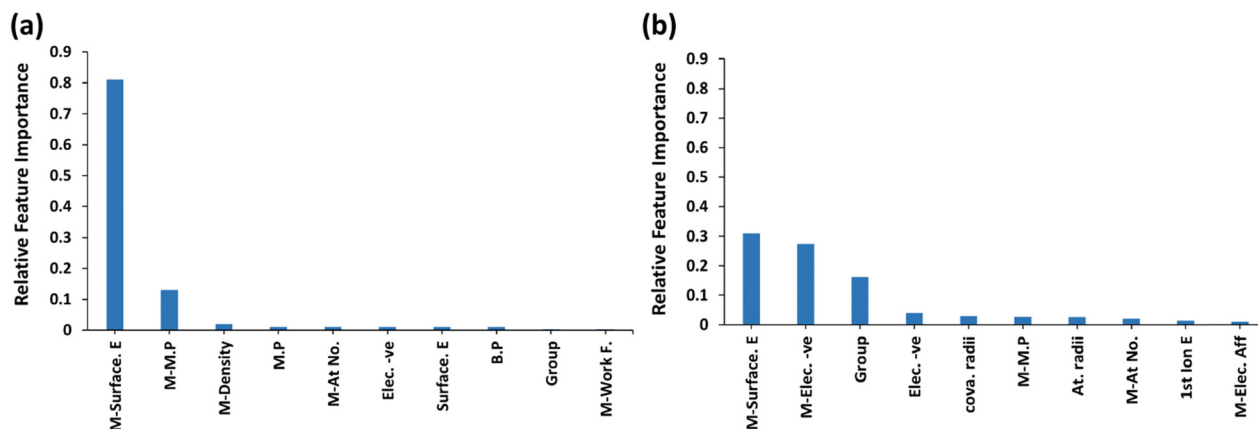 (a)
Relative Feature Importance
0.9
0.8
0.7
0.6
0.5
0.4
0.3
0.2
0.1
0
M-Surface. E
M-M.P
M-Density
M.P
M-At No.
Elec. -ve
Surface. E
B.P
Group
M-Work F.
(b)
Relative Feature Importance
0.9
0.8
0.7
0.6
0.5
0.4
0.3
0.2
0.1
0
M-Surface. E
M-Elec. -ve
Group
Elec. -ve
cova. radii
M-M.P
At. radii
M-At No.
1st Ion E
M-Elec. Aff